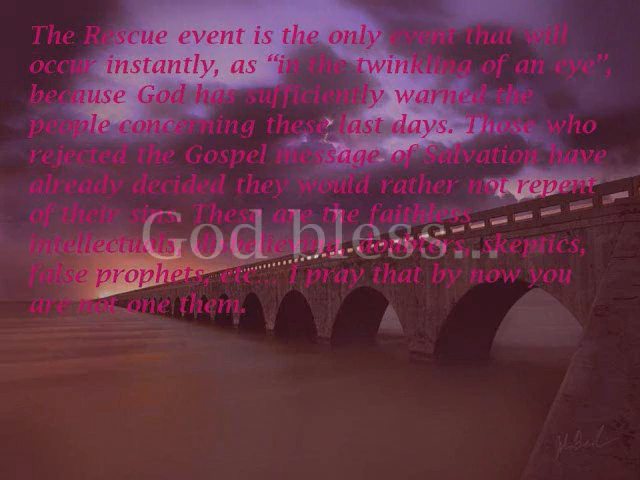 The Rescue event is the only event that will
occur instantly, as “in the twinkling of an eye”,
because God has sufficiently warned the
people concerning these last days. Those who
rejected the Gospel message of Salvation have
already decided they would rather not repent
of their sins. These are the faithless
intellectuals, disbelieving, doubters, skeptics,
false prophets, etc... I pray that by now you
are not one them.
God bless...